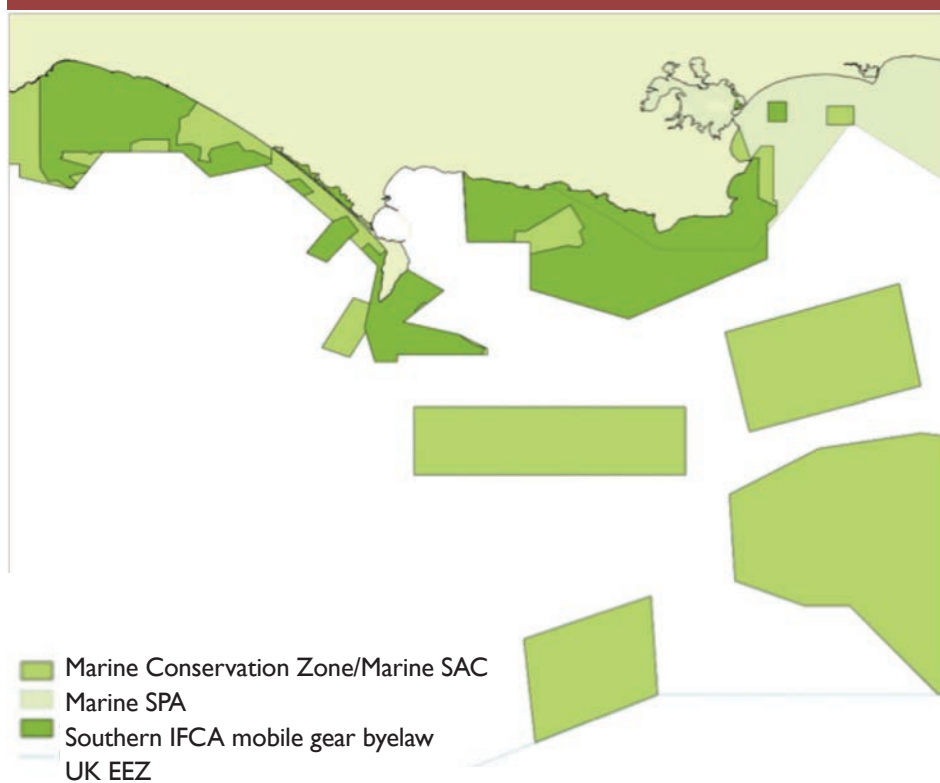 Marine Conservation Zone/Marine SAC
Marine SPA
Southern IFCA mobile gear byelaw
UK EEZ